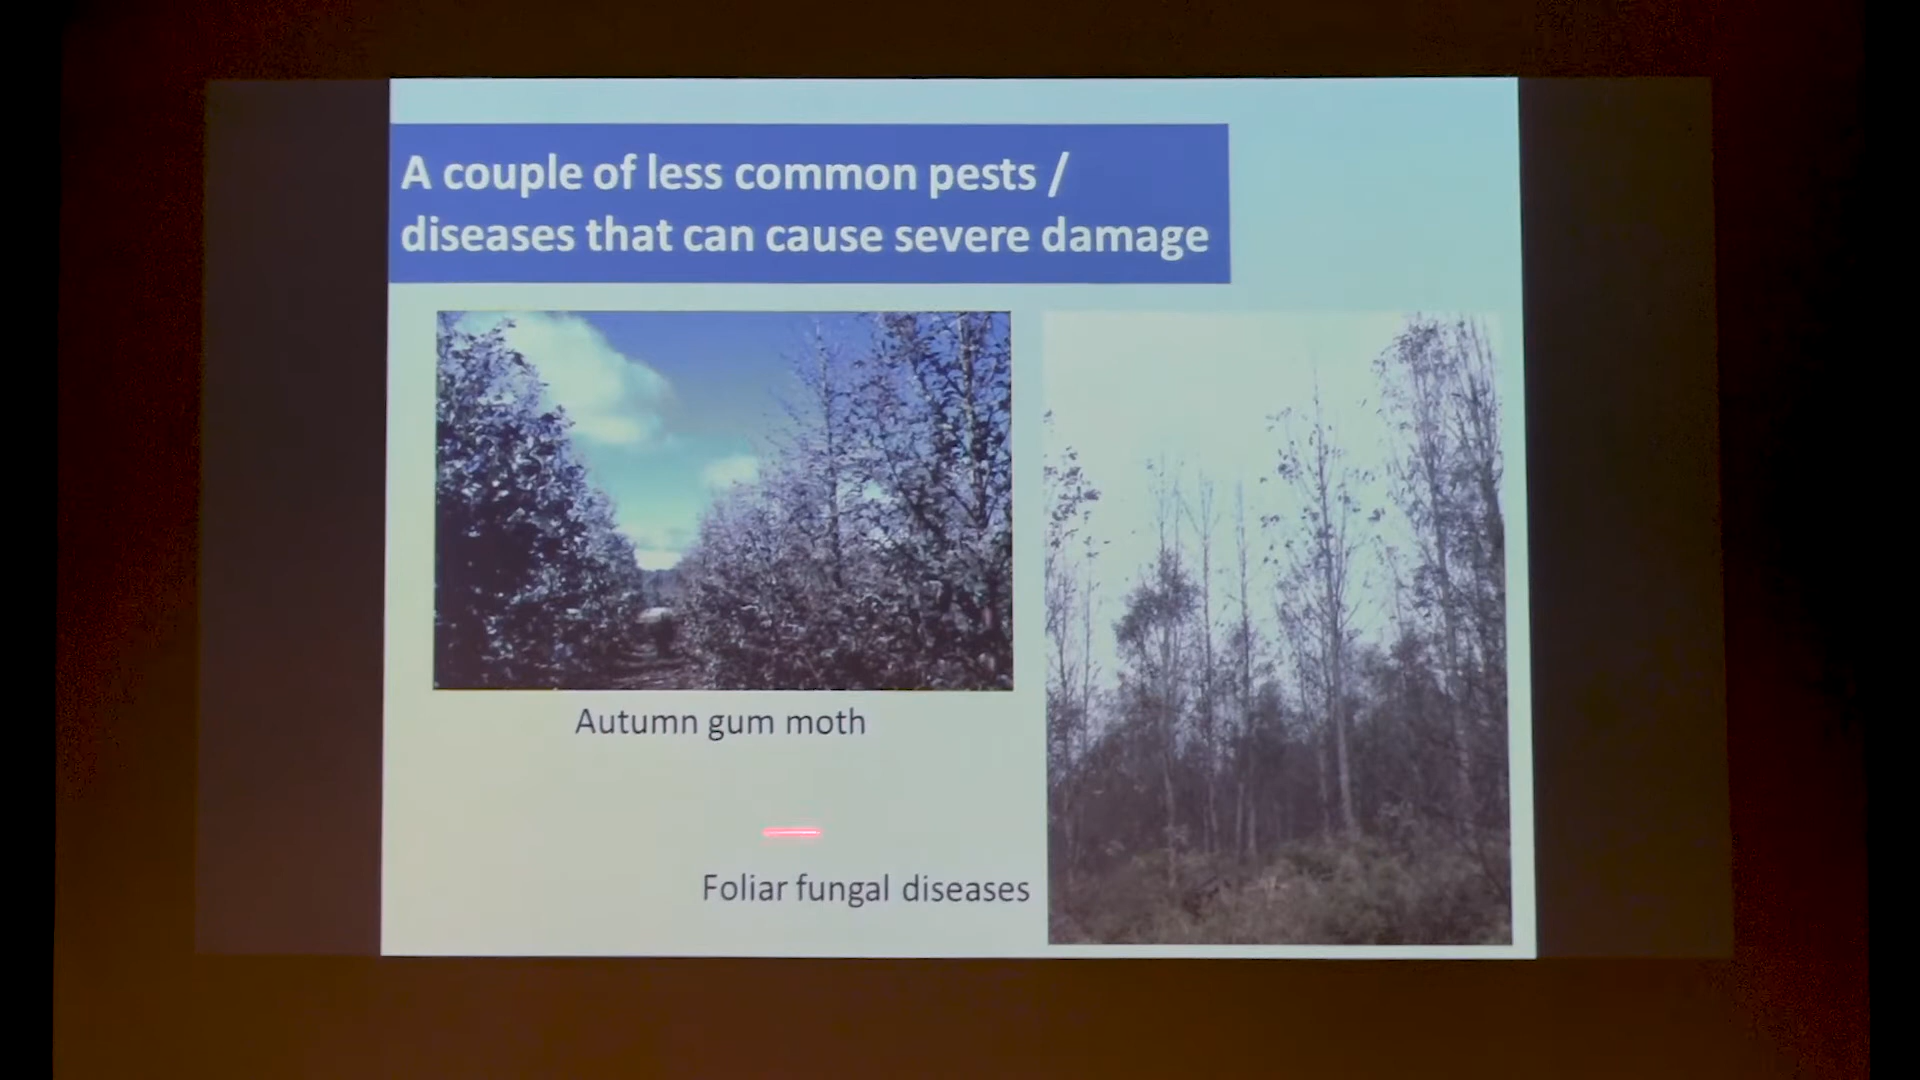 A couple of less common pests /
diseases that can cause severe damage
Autumn gum moth
Foliar fungal diseases